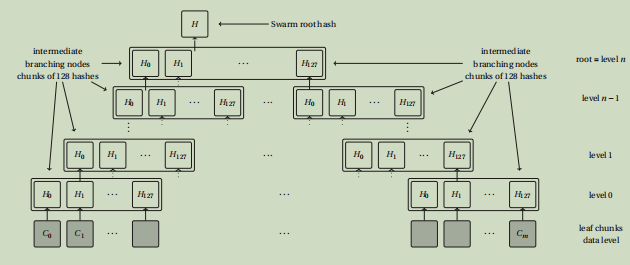 H
Swarm root hash
intermediate
branching nodes
chunks of 128 hashes
H0 H1 ⋯ H127
intermediate
branching nodes
chunks of 128 hashes
root = level n
H0 H1 ⋯ H127 ⋯ H0 H1 ⋯ H127
level n − 1
H0 H1 ⋯ H127 ⋯ H0 H1 ⋯ H127
level 1
H0 H1 ⋯ H127 ⋯ H0 H1 ⋯ H127
level 0
C0 C1 ⋯ ⋯ ⋯ Cm
leaf chunks
data level